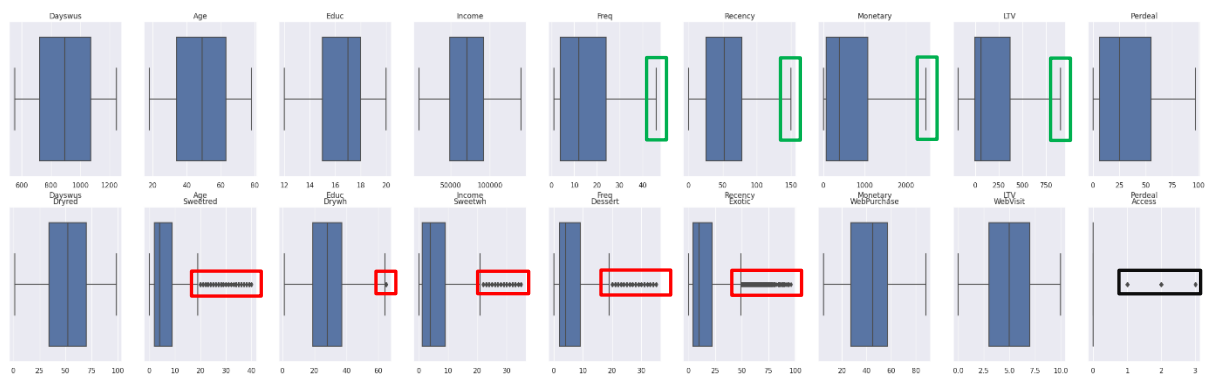 Dayswus Age Educ Income Freq Recency Monetary LTV Perdeal
600 800 1000 1200 20 40 60 80 12 14 16 18 20 50000 100000 0 20 40 0 50 100 150 0 1000 2000 0 250 500 750 0 25 50 75 100
Dayswus Age Educ Income Freq Recency Monetary LTV Perdeal
Dryred Sweetred Drywh Sweetwh Dessert Exotic WebPurchase WebVisit Access
0 25 50 75 100 0 10 20 30 40 0 20 40 60 0 10 20 30 0 10 20 30 0 25 50 75 100 0 20 40 60 80 0.0 2.5 5.0 7.5 10.0 0 1 2 3